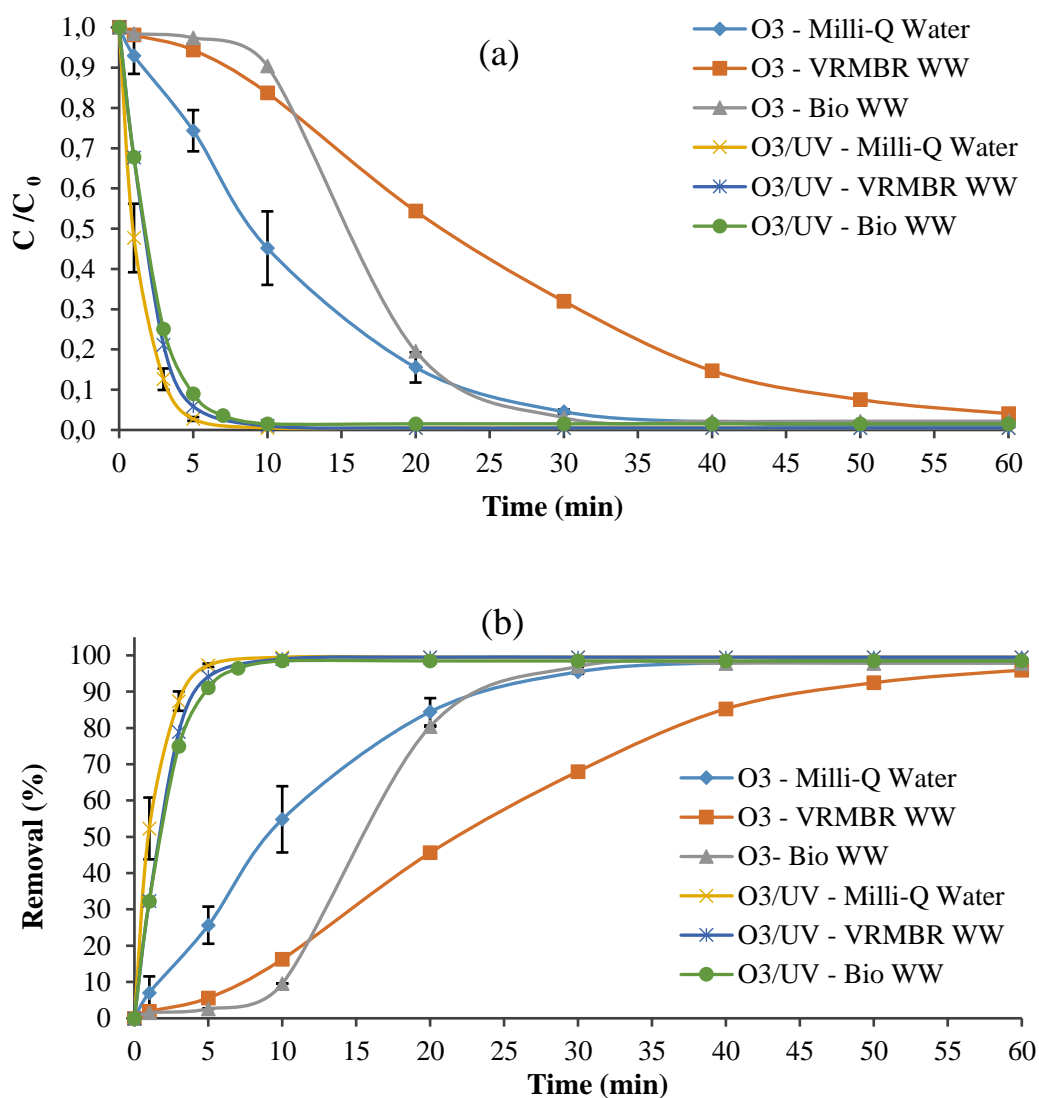 (a)
O3 - Milli-Q Water
O3 - VRMBR WW
O3 - Bio WW
O3/UV - Milli-Q Water
O3/UV - VRMBR WW
O3/UV - Bio WW
1,0
0,9
0,8
0,7
0,6
0,5
0,4
0,3
0,2
0,1
0,0
C /C0
0 5 10 15 20 25 30 35 40 45 50 55 60
Time (min)
(b)
100
90
80
70
60
50
40
30
20
10
0
Removal (%)
O3 - Milli-Q Water
O3 - VRMBR WW
O3- Bio WW
O3/UV - Milli-Q Water
O3/UV - VRMBR WW
O3/UV - Bio WW
0 5 10 15 20 25 30 35 40 45 50 55 60
Time (min)